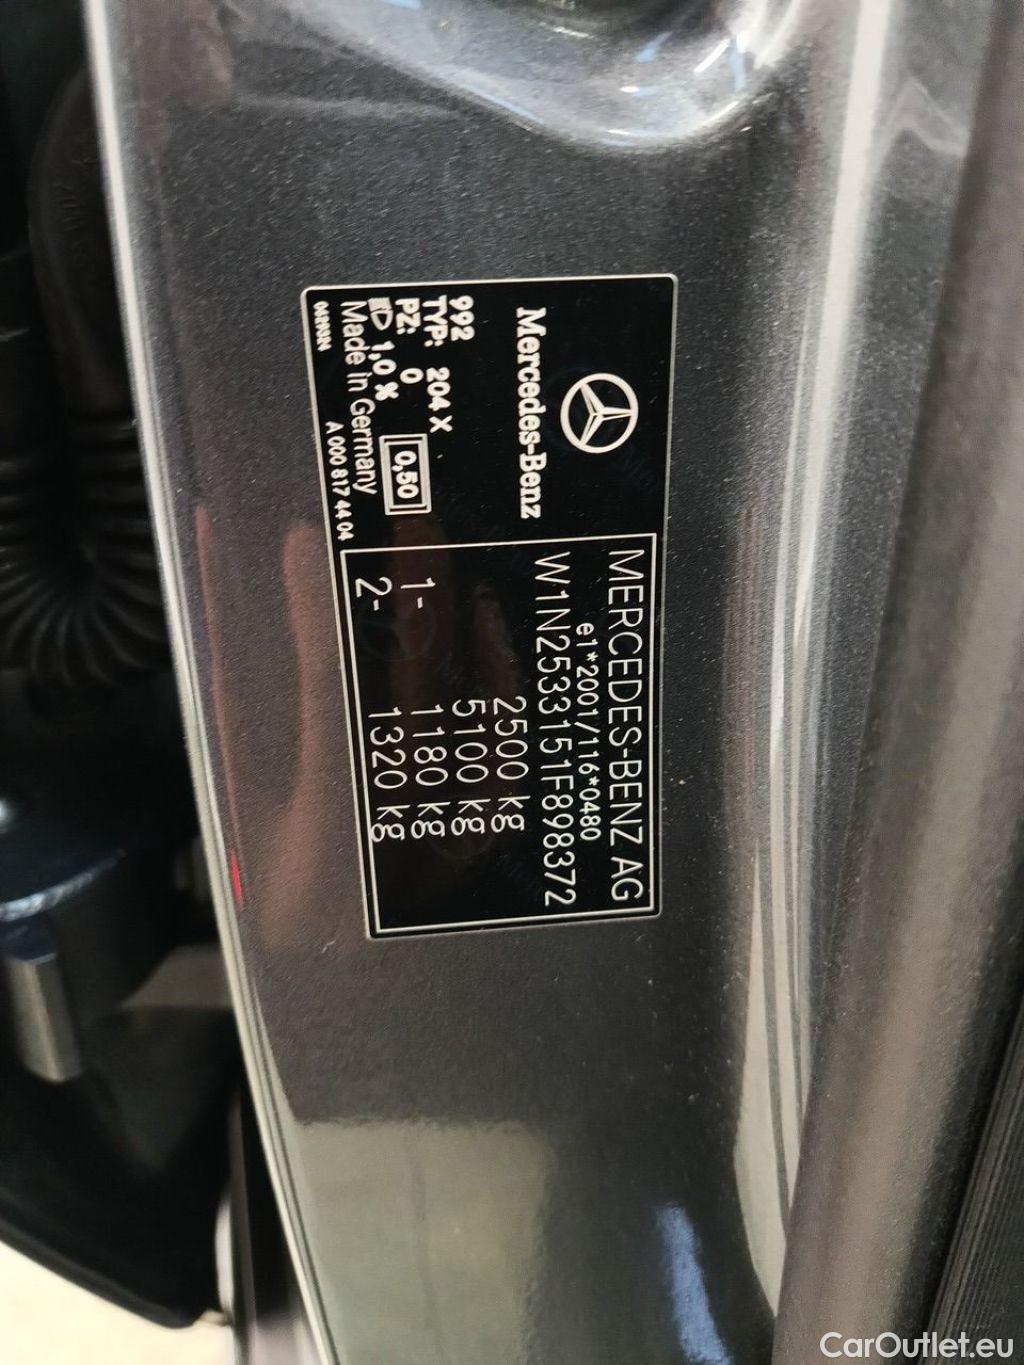 Mercedes-Benz
992
TYP: 204 X
PZ: 0
1,0 %
0,50
Made in Germany
A 000 817 44 04
MERCEDES-BENZ AG
e1*2001/116*0480
W1N2533151F898372
2500 kg
5100 kg
1- 1180 kg
2- 1320 kg
CarOutlet.eu